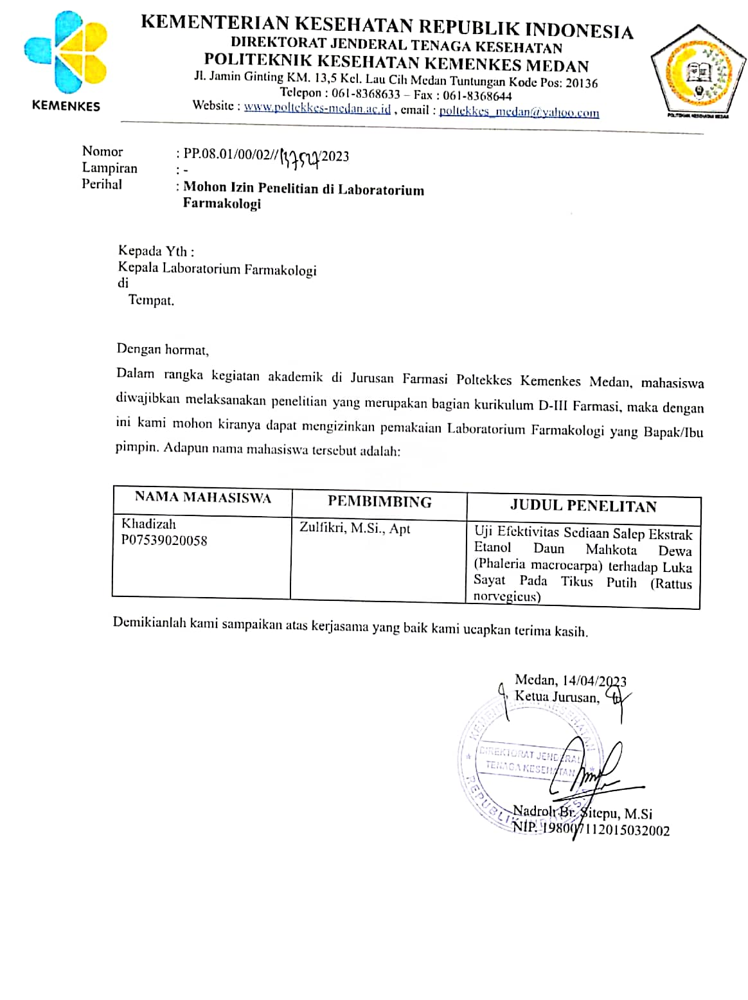 KEMENTERIAN KESEHATAN REPUBLIK INDONESIA
DIREKTORAT JENDERAL TENAGA KESEHATAN
POLITEKNIK KESEHATAN KEMENKES MEDAN
Jl. Jamin Ginting KM. 13,5 Kel. Lau Cih Medan Tuntungan Kode Pos: 20136
Telepon : 061-8368633 – Fax : 061-8368644
Website : www.poltekkes-medan.ac.id , email : poltekkes_medan@yahoo.com
KEMENKES
POLITEKNIK KESEHATAN MEDAN
Nomor : PP.08.01/00/02// /2023
Lampiran : -
Perihal : Mohon Izin Penelitian di Laboratorium
Farmakologi
Kepada Yth :
Kepala Laboratorium Farmakologi
di
Tempat.
Dengan hormat,
Dalam rangka kegiatan akademik di Jurusan Farmasi Poltekkes Kemenkes Medan, mahasiswa
diwajibkan melaksanakan penelitian yang merupakan bagian kurikulum D-III Farmasi, maka dengan
ini kami mohon kiranya dapat mengizinkan pemakaian Laboratorium Farmakologi yang Bapak/Ibu
pimpin. Adapun nama mahasiswa tersebut adalah:
NAMA MAHASISWA PEMBIMBING JUDUL PENELITAN
Khadizah
P07539020058
Zulfikri, M.Si., Apt
Uji Efektivitas Sediaan Salep Ekstrak
Etanol Daun Mahkota Dewa
(Phaleria macrocarpa) terhadap Luka
Sayat Pada Tikus Putih (Rattus
norvegicus)
Demikianlah kami sampaikan atas kerjasama yang baik kami ucapkan terima kasih.
Medan, 14/04/2023
Ketua Jurusan,
KEMENTERIAN KESEHATAN
DIREKTORAT JENDERAL
TENAGA KESEHATAN
REPUBLIK INDONESIA
Nadroh Br. Sitepu, M.Si
NIP. 198007112015032002